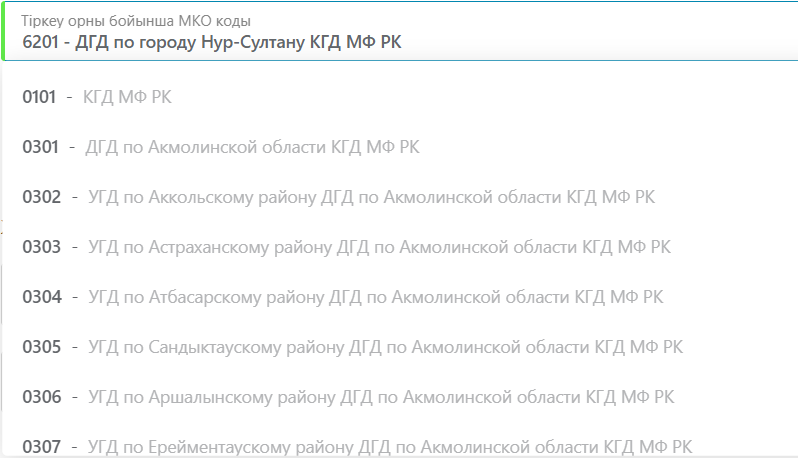 Тіркеу орны бойынша МКО коды
6201 - ДГД по городу Нур-Султану КГД МФ РК
0101 - КГД МФ РК
0301 - ДГД по Акмолинской области КГД МФ РК
0302 - УГД по Аккольскому району ДГД по Акмолинской области КГД МФ РК
0303 - УГД по Астраханскому району ДГД по Акмолинской области КГД МФ РК
0304 - УГД по Атбасарскому району ДГД по Акмолинской области КГД МФ РК
0305 - УГД по Сандыктаускому району ДГД по Акмолинской области КГД МФ РК
0306 - УГД по Аршалынскому району ДГД по Акмолинской области КГД МФ РК
0307 - УГД по Ерейментаускому району ДГД по Акмолинской области КГД МФ РК